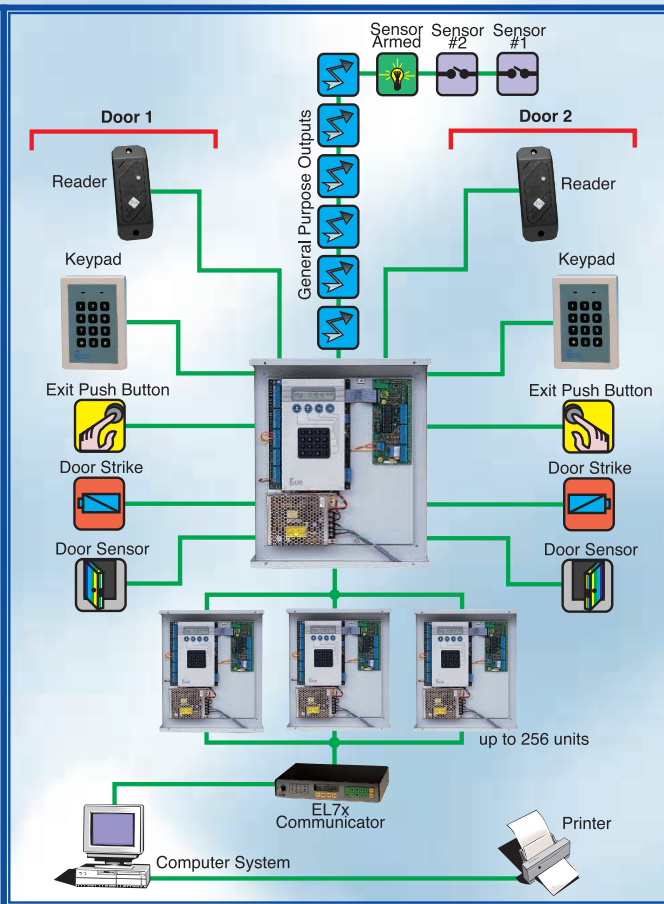 Sensor Armed
Sensor #2
Sensor #1
Door 1
Door 2
General Purpose Outputs
Reader
Reader
Keypad
Keypad
Exit Push Button
Exit Push Button
Door Strike
Door Strike
Door Sensor
Door Sensor
up to 256 units
EL7x
Communicator
Printer
Computer System